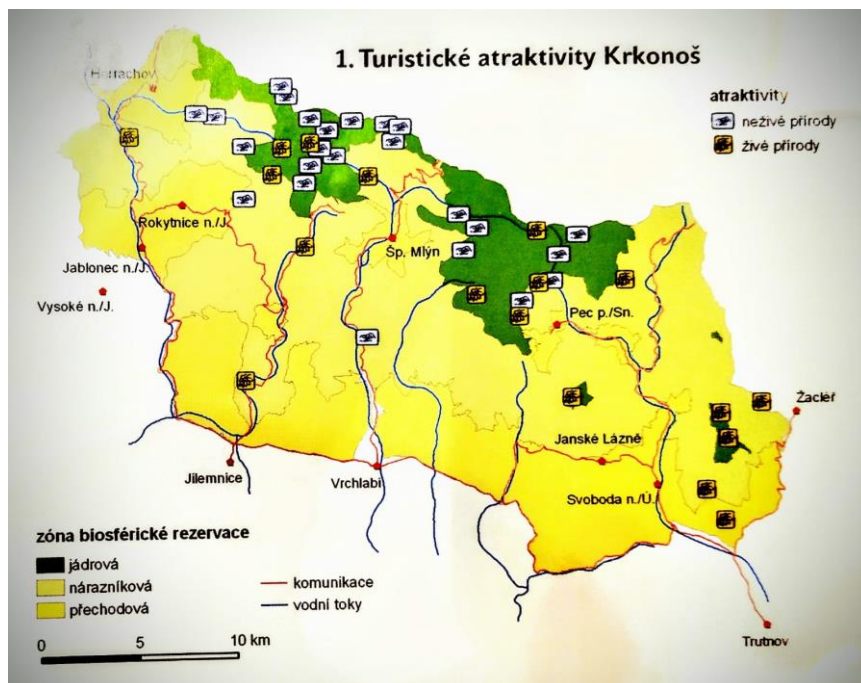 1. Turistické atraktivity Krkonoš
Harrachov
atraktivity
neživé přírody
živé přírody
Rokytnice n./J.
Šp. Mlýn
Jablonec n./J.
Vysoké n./J.
Pec p./Sn.
Žacléř
Janské Lázně
Jilemnice
Vrchlabí
Svoboda n./Ú.
zóna biosférické rezervace
jádrová
nárazníková
přechodová
komunikace
vodní toky
0 5 10 km
Trutnov